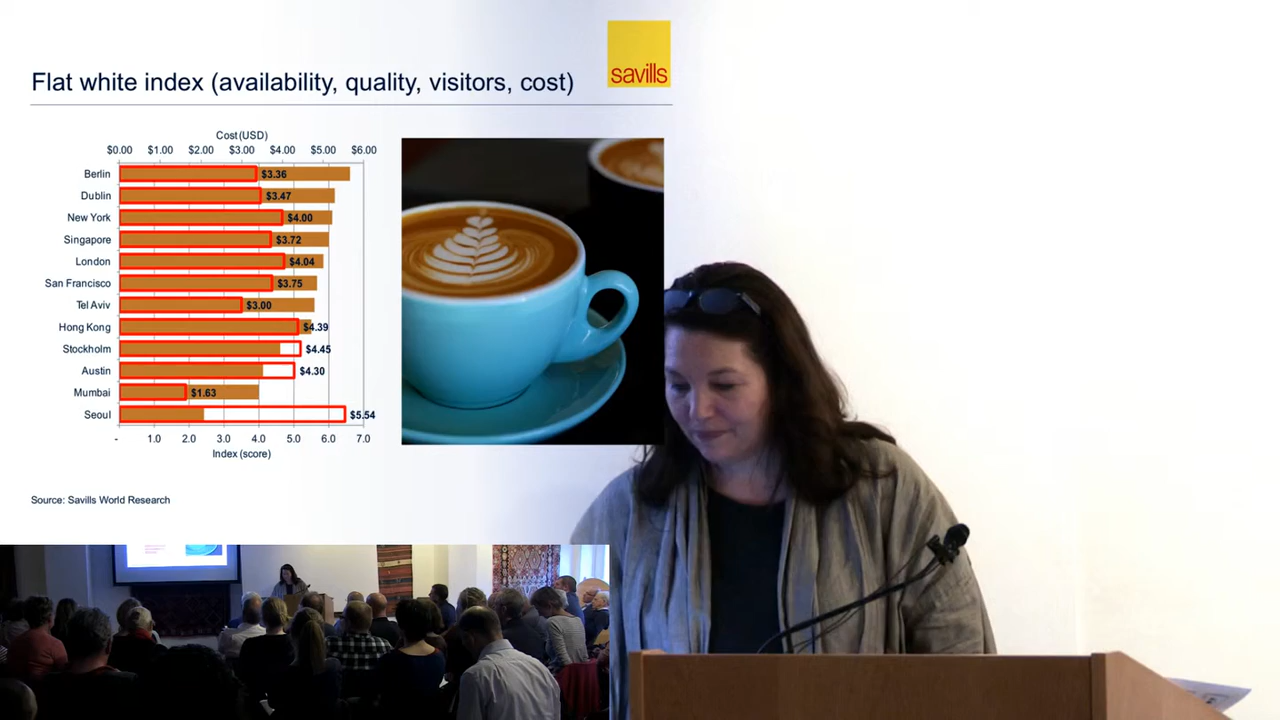 savills
Flat white index (availability, quality, visitors, cost)
Cost (USD)
$0.00 $1.00 $2.00 $3.00 $4.00 $5.00 $6.00
Berlin $3.36
Dublin $3.47
New York $4.00
Singapore $3.72
London $4.04
San Francisco $3.75
Tel Aviv $3.00
Hong Kong $4.39
Stockholm $4.45
Austin $4.30
Mumbai $1.63
Seoul $5.54
- 1.0 2.0 3.0 4.0 5.0 6.0 7.0
Index (score)
Source: Savills World Research